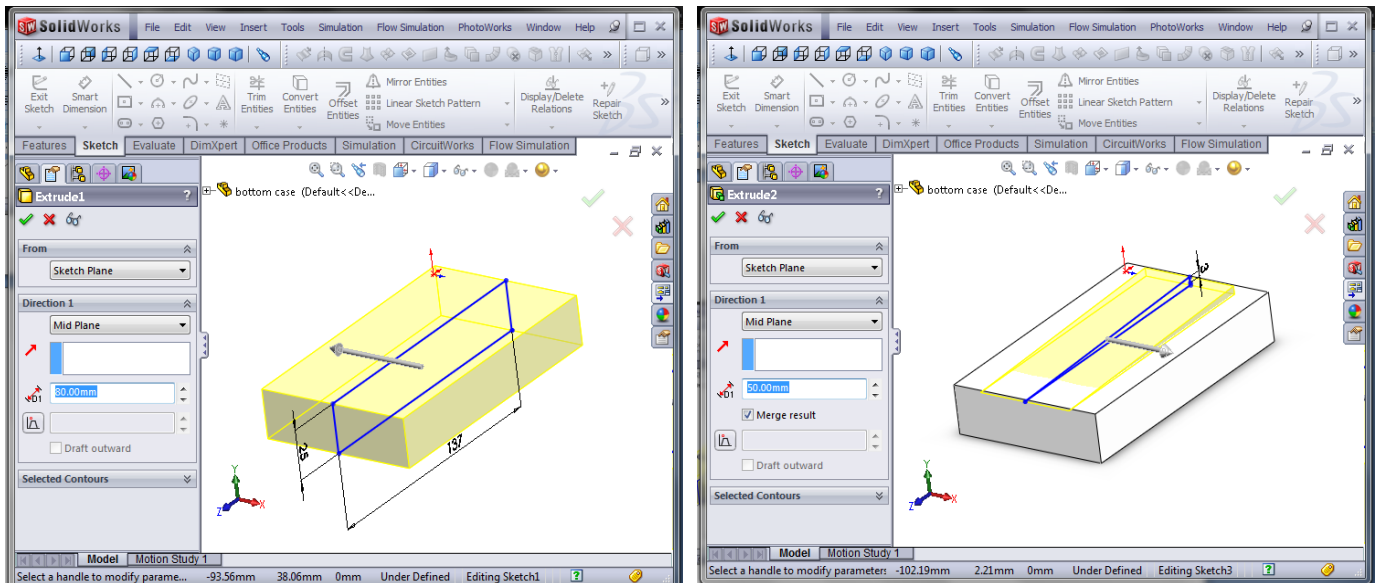 SolidWorks File Edit View Insert Tools Simulation Flow Simulation PhotoWorks Window Help
Exit Sketch
Smart Dimension
Trim Entities
Convert Entities
Offset Entities
Mirror Entities
Linear Sketch Pattern
Move Entities
Display/Delete Relations
Repair Sketch
Features Sketch Evaluate DimXpert Office Products Simulation CircuitWorks Flow Simulation
bottom case (Default<<De...
Extrude1 ?
From
Sketch Plane
Direction 1
Mid Plane
D1 80.00mm
Draft outward
Selected Contours
25
137
Y
Z
X
Model Motion Study 1
Select a handle to modify parame... -93.56mm 38.06mm 0mm Under Defined Editing Sketch1 ?
SolidWorks File Edit View Insert Tools Simulation Flow Simulation PhotoWorks Window Help
Exit Sketch
Smart Dimension
Trim Entities
Convert Entities
Offset Entities
Mirror Entities
Linear Sketch Pattern
Move Entities
Display/Delete Relations
Repair Sketch
Features Sketch Evaluate DimXpert Office Products Simulation CircuitWorks Flow Simulation
bottom case (Default<<De...
Extrude2 ?
From
Sketch Plane
Direction 1
Mid Plane
D1 50.00mm
Merge result
Draft outward
Selected Contours
3
Y
Z
X
Model Motion Study 1
Select a handle to modify parameter: -102.19mm 2.21mm 0mm Under Defined Editing Sketch3 ?